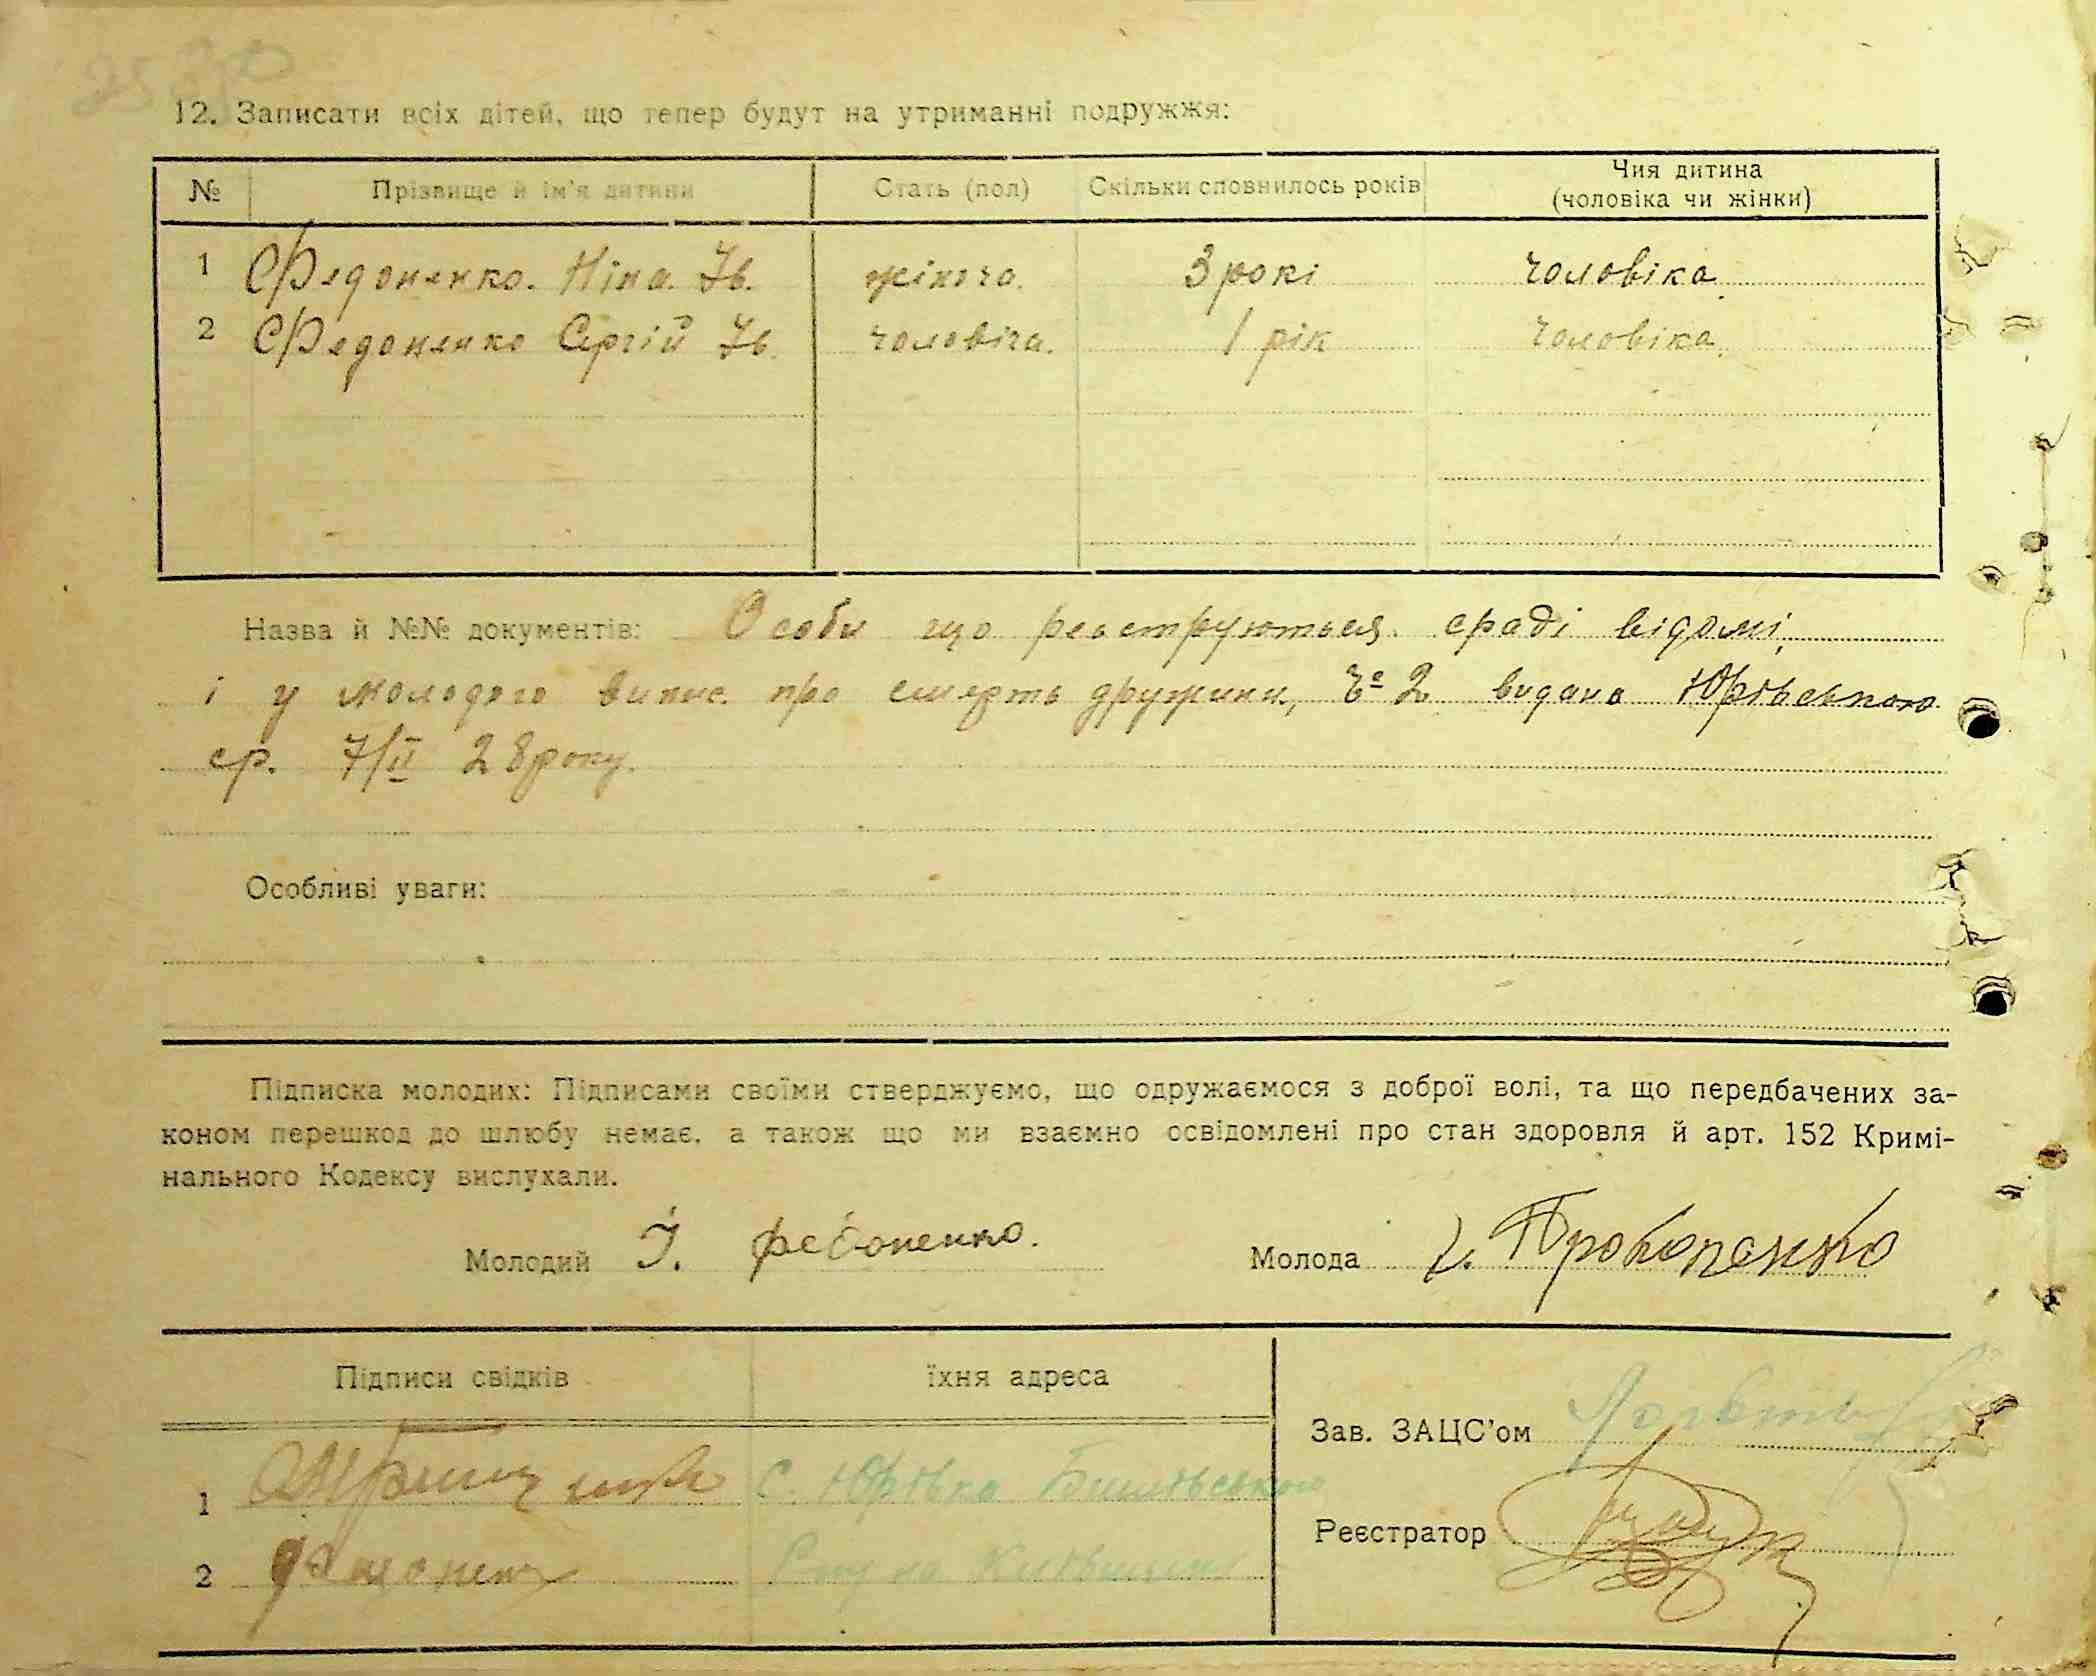 12. Записати всіх дітей, що тепер будут на утриманні подружжя:
№ Прізвище й ім'я дитини Стать (пол) Скільки сповнилось років Чия дитина
(чоловіка чи жінки)
1 Федоненко. Ніна. Ів. жіноча. 3 рокі чоловіка
2 Федоненко Сергій Ів. чоловіча. 1 рік чоловіка
Назва й №№ документів: Особи що реєструються. сраді відомі,
і у молодого випис. про смерть дружини, 2 видана Юрівською
ср. 7/II 28 року.
Особливі уваги:
Підписка молодих: Підписами своїми стверджуємо, що одружаємося з доброї волі, та що передбачених за-
коном перешкод до шлюбу немає, а також що ми взаємно освідомлені про стан здоровля й арт. 152 Кримі-
нального Кодексу вислухали.
Молодий І. Федоненко. Молода Прокопенко
Підписи свідків їхня адреса
Зав. ЗАЦС'ом
1 С. Юрівка
Реєстратор
2